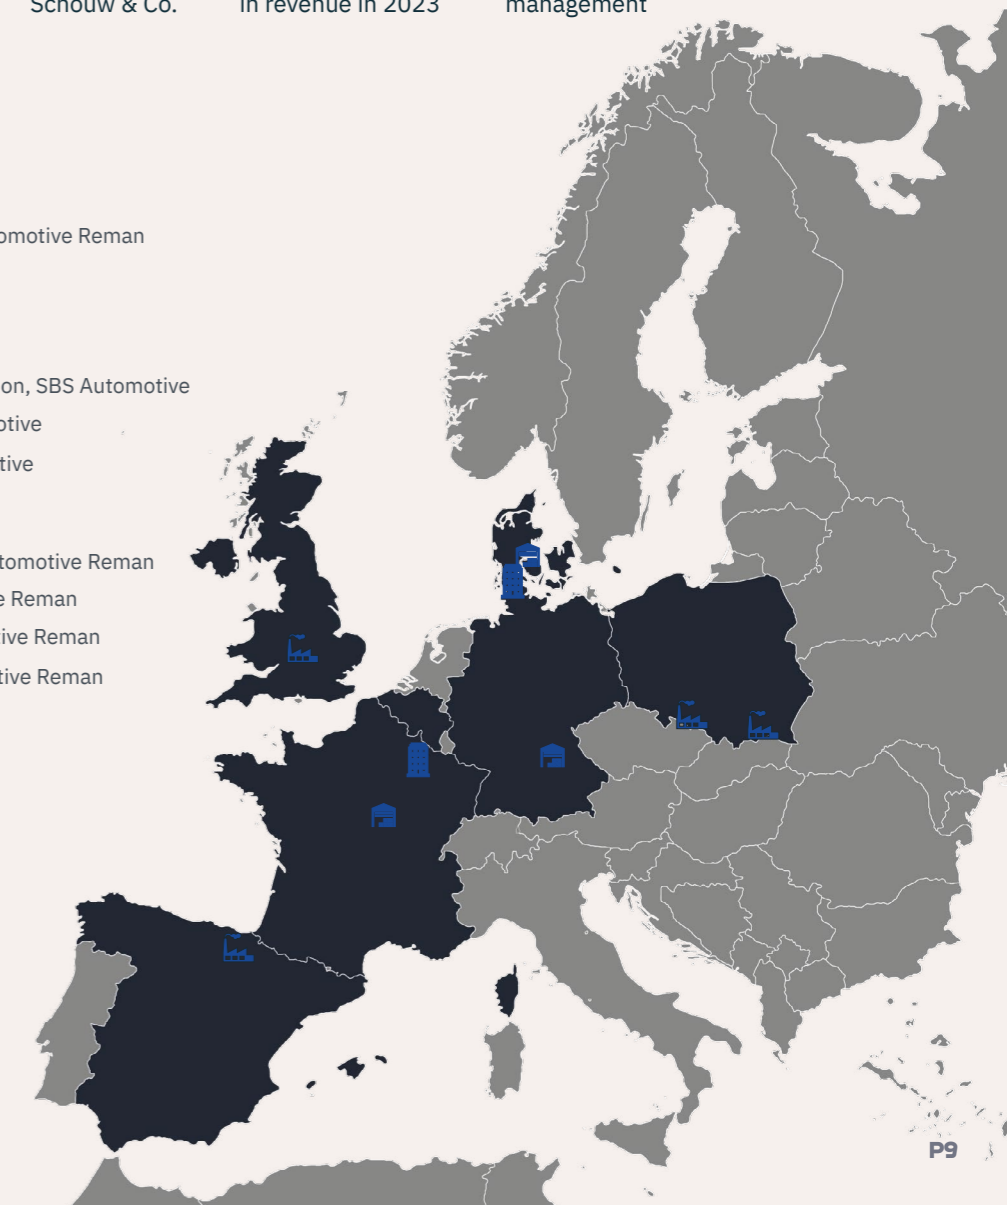 Schouw & Co. in revenue in 2023 management
omotive Reman
on, SBS Automotive
otive
tive
tomotive Reman
e Reman
tive Reman
tive Reman
P9